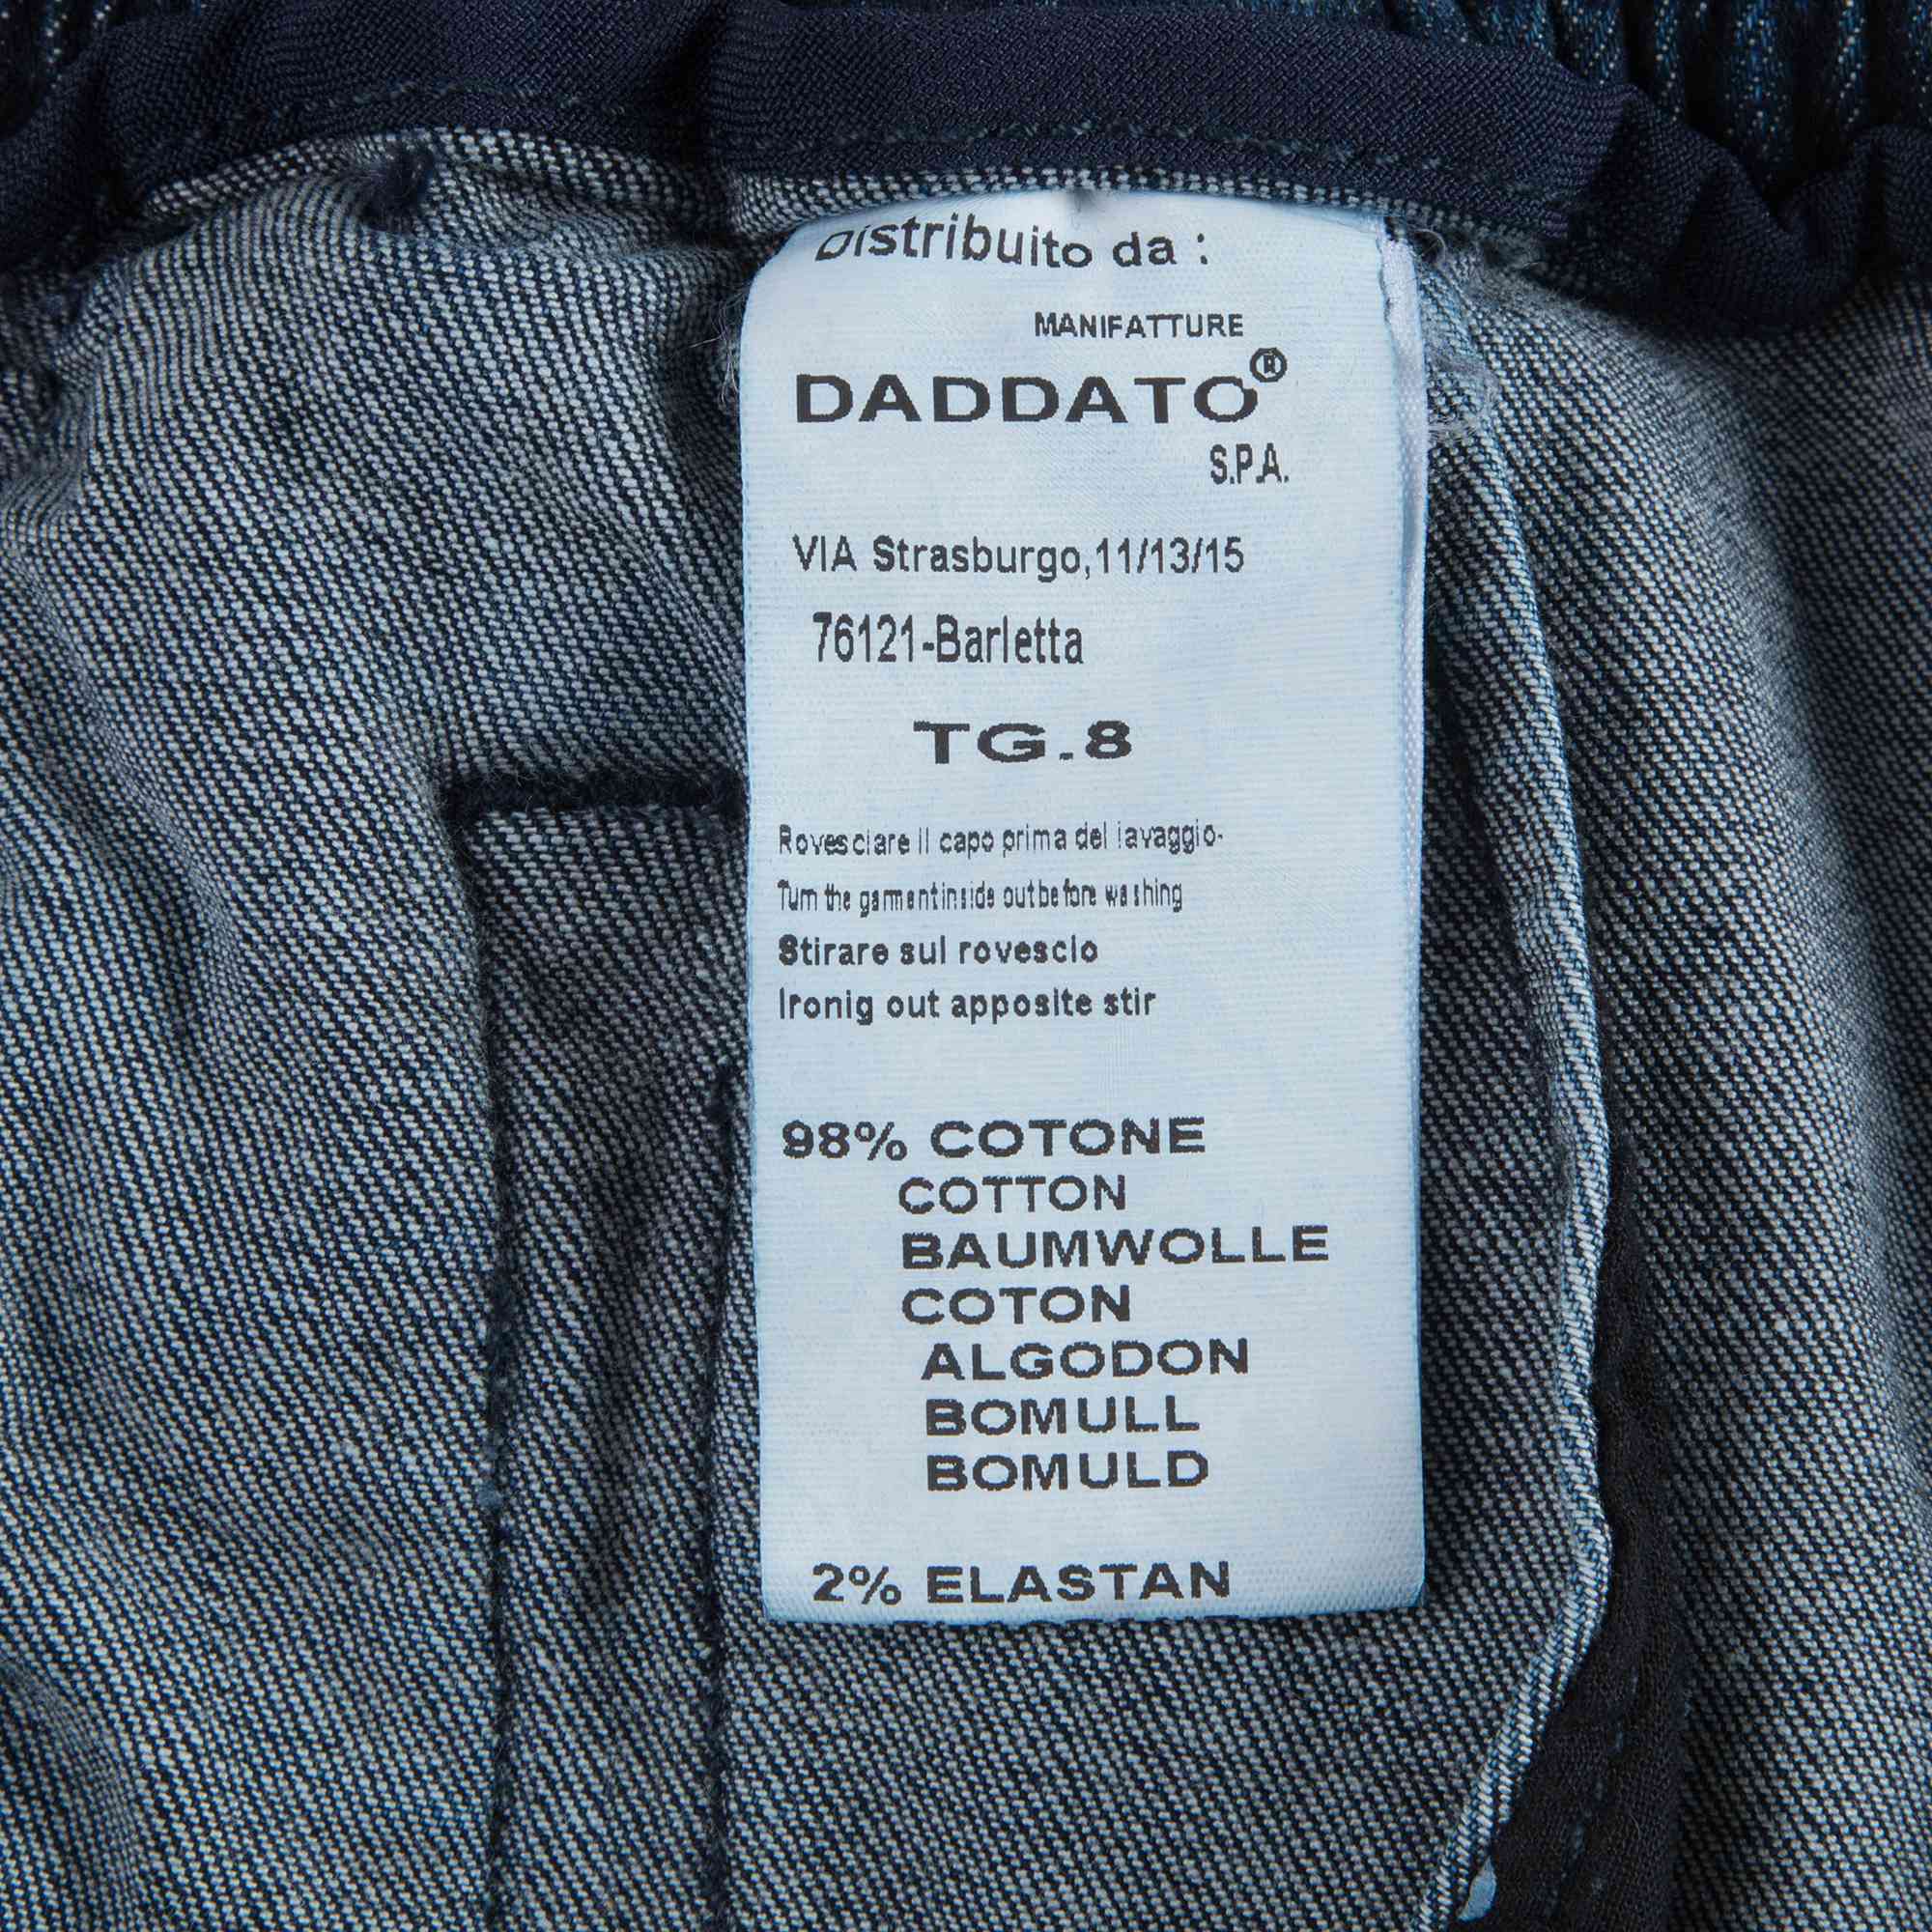 Distribuito da :
MANIFATTURE
DADDATO®
S.P.A.
VIA Strasburgo,11/13/15
76121-Barletta
TG.8
Rovesciare il capo prima del lavaggio-
Turn the garment inside out before washing
Stirare sul rovescio
Ironig out apposite stir
98% COTONE
COTTON
BAUMWOLLE
COTON
ALGODON
BOMULL
BOMULD
2% ELASTAN